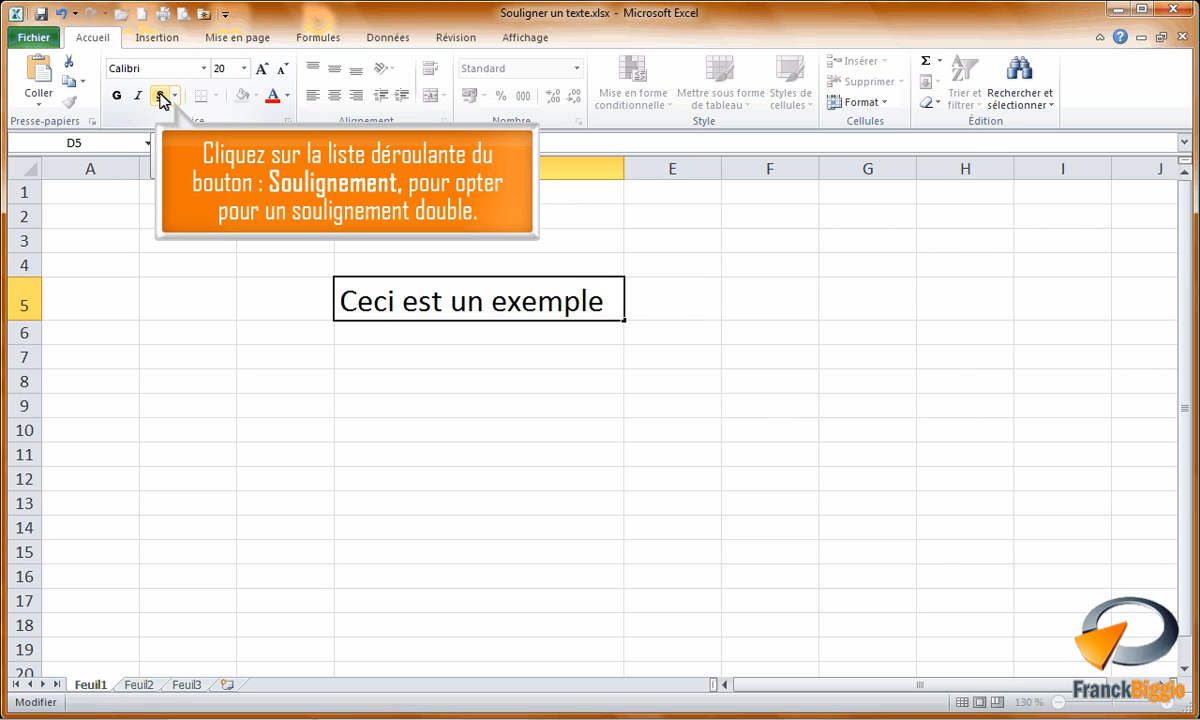 Souligner un texte.xlsx - Microsoft Excel
Fichier Accueil Insertion Mise en page Formules Données Révision Affichage
Coller
Calibri 20
G I
Standard
% 000
Mise en forme conditionnelle
Mettre sous forme de tableau
Styles de cellules
Insérer
Supprimer
Format
Σ
Trier et filtrer
Rechercher et sélectionner
Presse-papiers Alignement Nombre Style Cellules Édition
D5
Cliquez sur la liste déroulante du
bouton : Soulignement, pour opter
pour un soulignement double.
A E F G H I J
1
2
3
4
5 Ceci est un exemple
6
7
8
9
10
11
12
13
14
15
16
17
18
19
20
FranckBiggio
Feuil1 Feuil2 Feuil3
Modifier 130 %